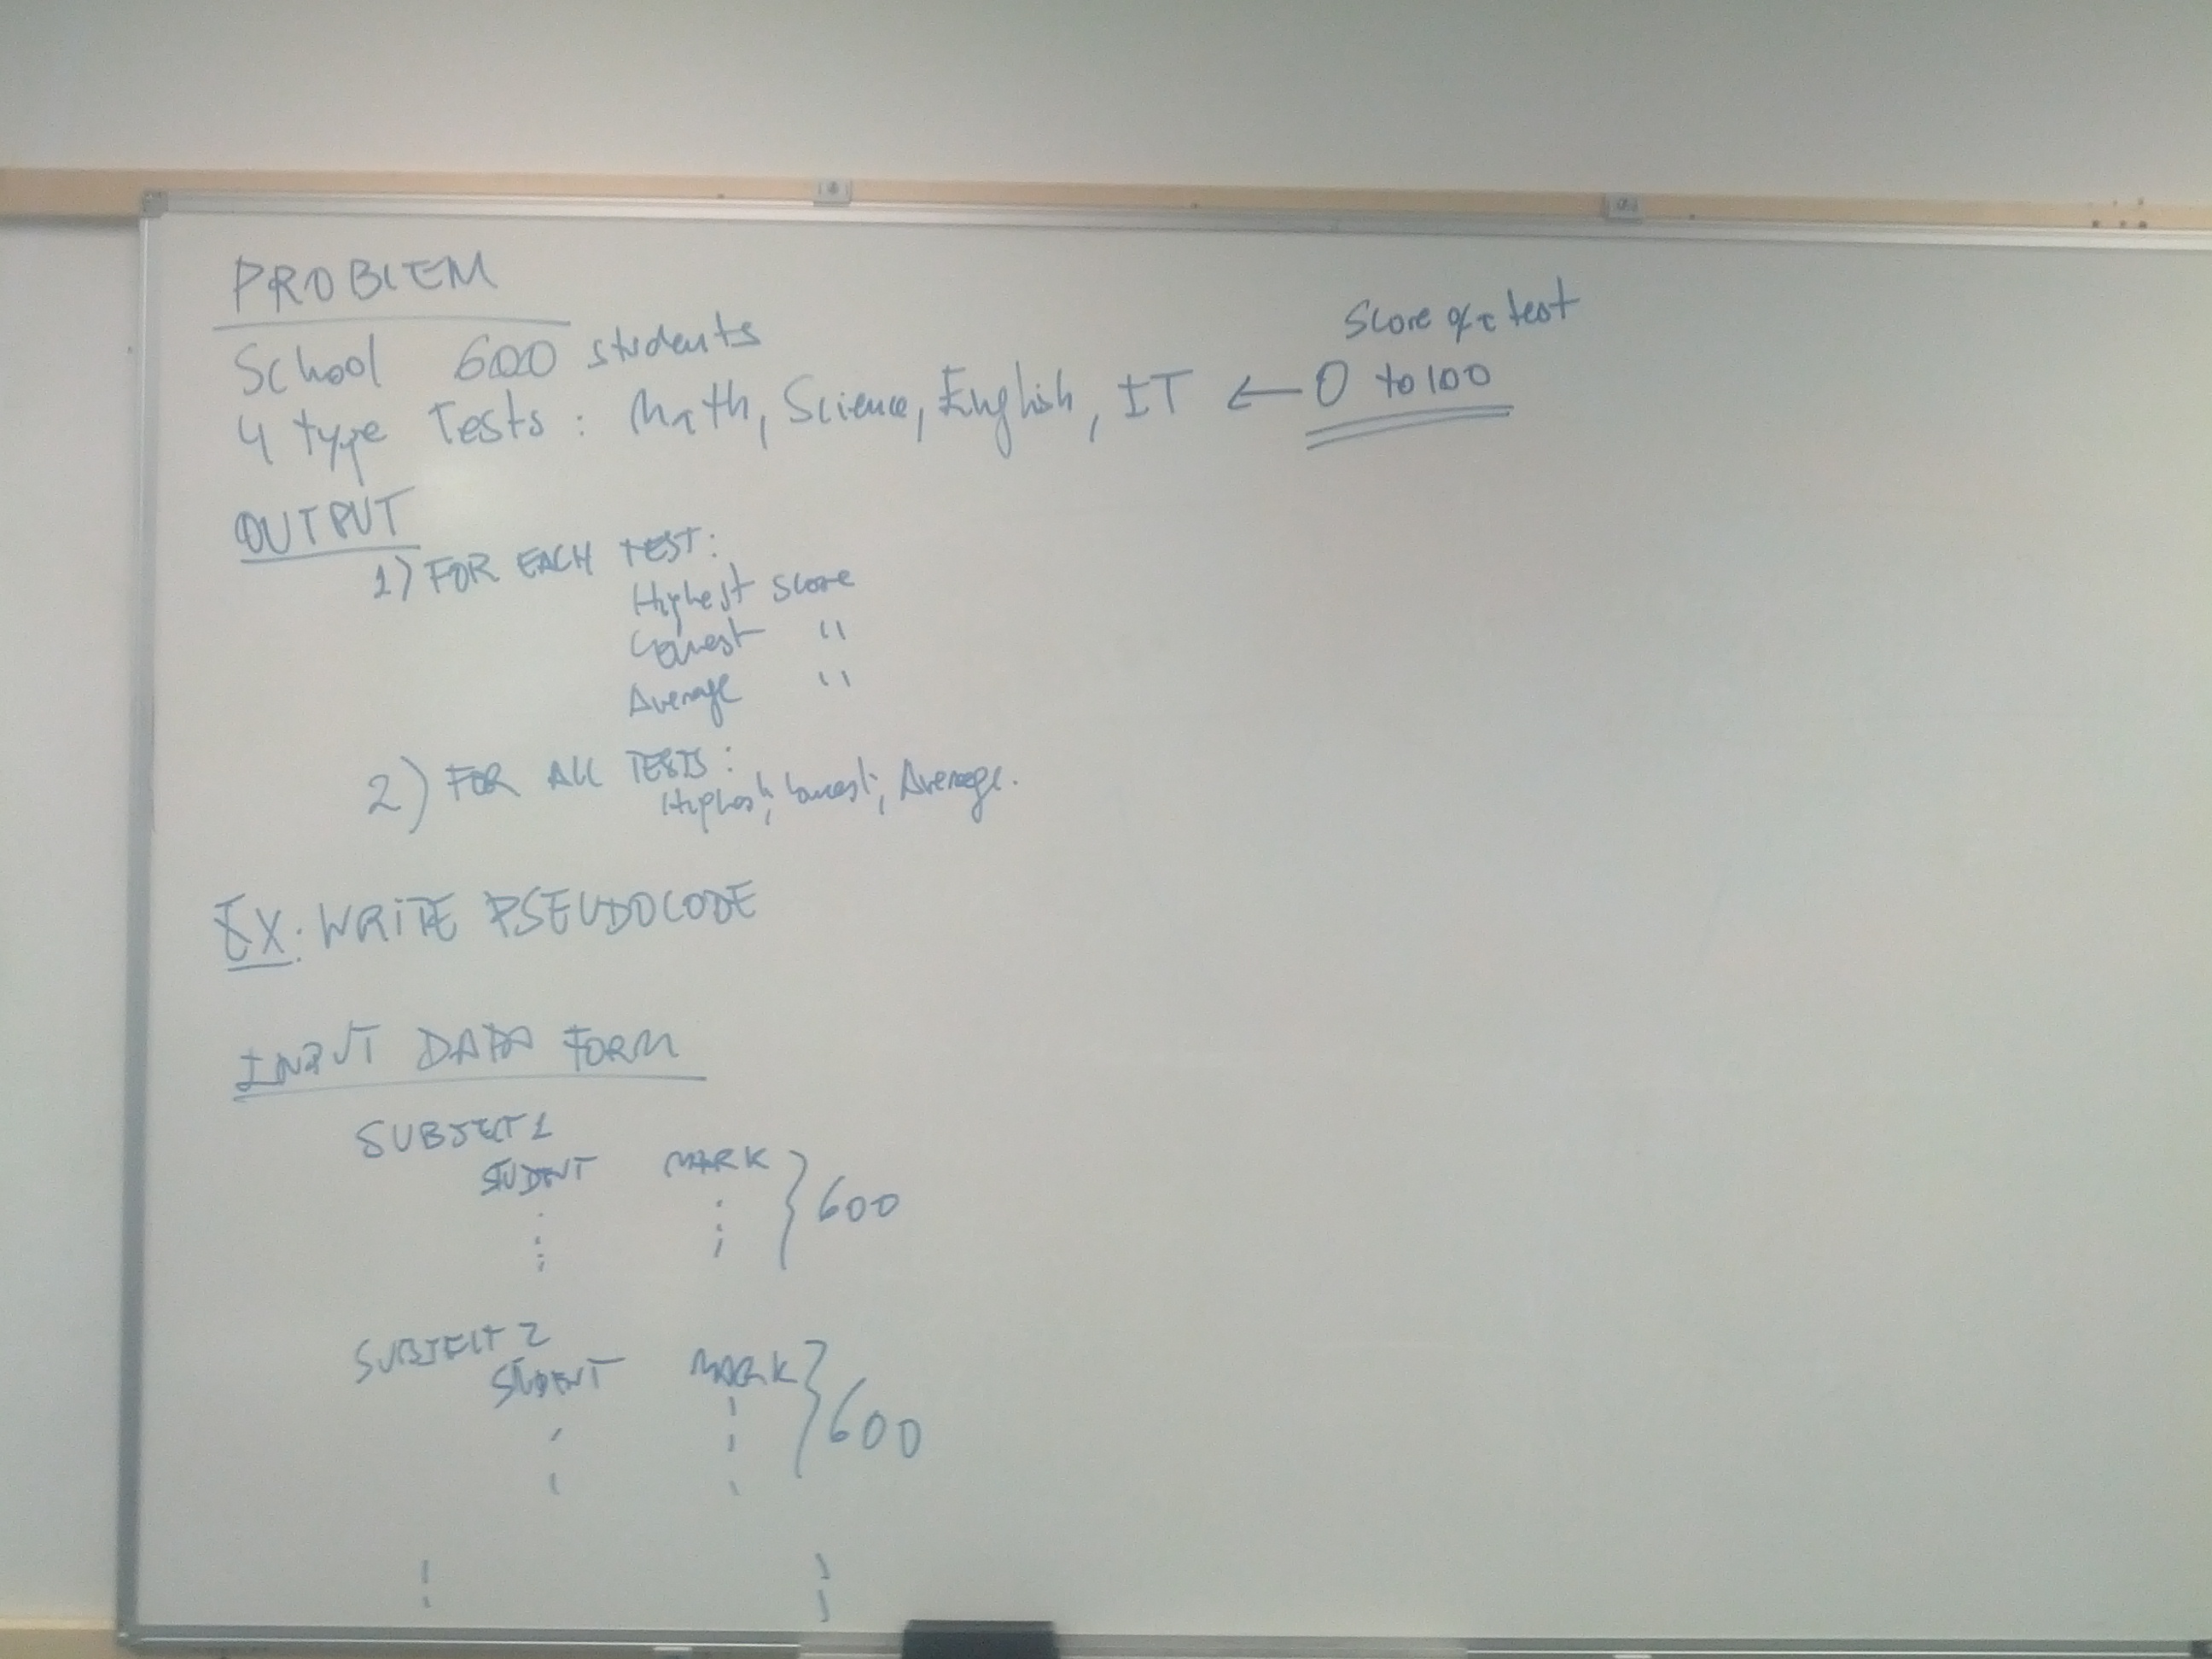 PROBLEM
School 600 students
4 type Tests: Math, Science, English, IT ← 0 to 100
Score of a test
OUTPUT
1) FOR EACH TEST:
Highest Score
Lowest "
Average "
2) FOR ALL TESTS:
Highest, lowest, Average.
EX: WRITE PSEUDOCODE
INPUT DATA FORM
SUBJECT 1
STUDENT MARK } 600
SUBJECT 2
STUDENT MARK } 600